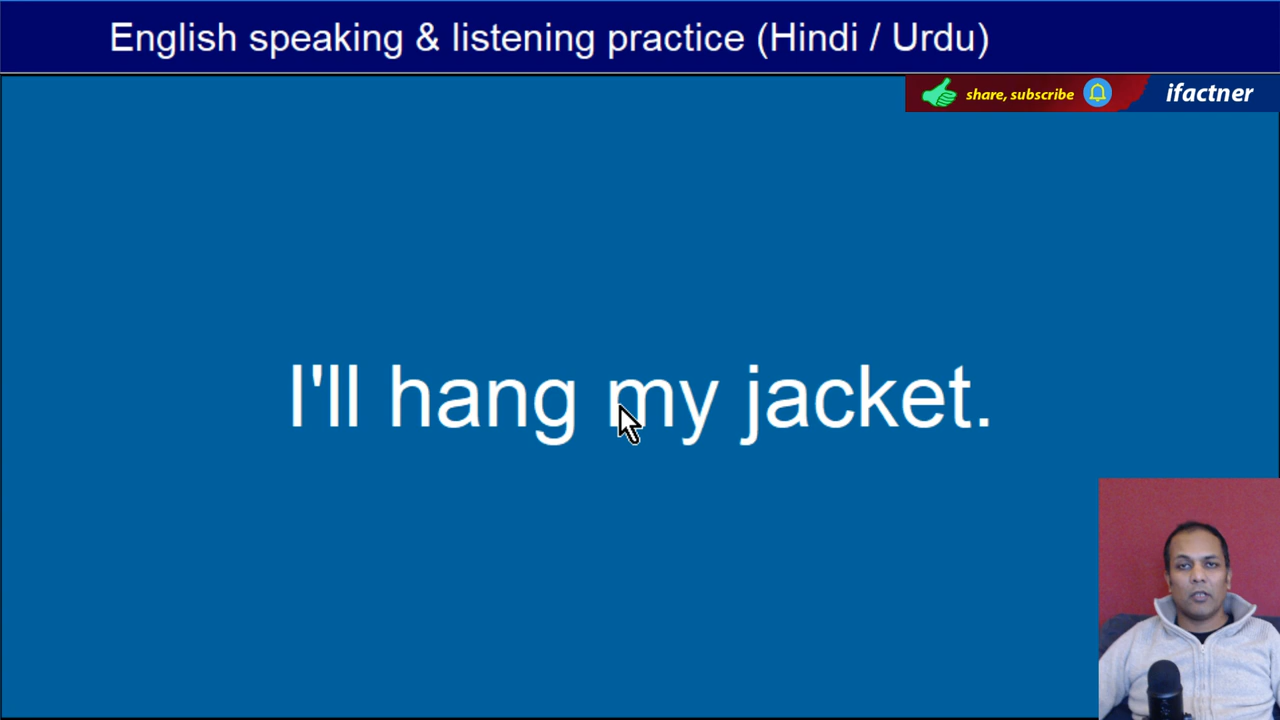 English speaking & listening practice (Hindi / Urdu)
share, subscribe
ifactner
I'll hang my jacket.